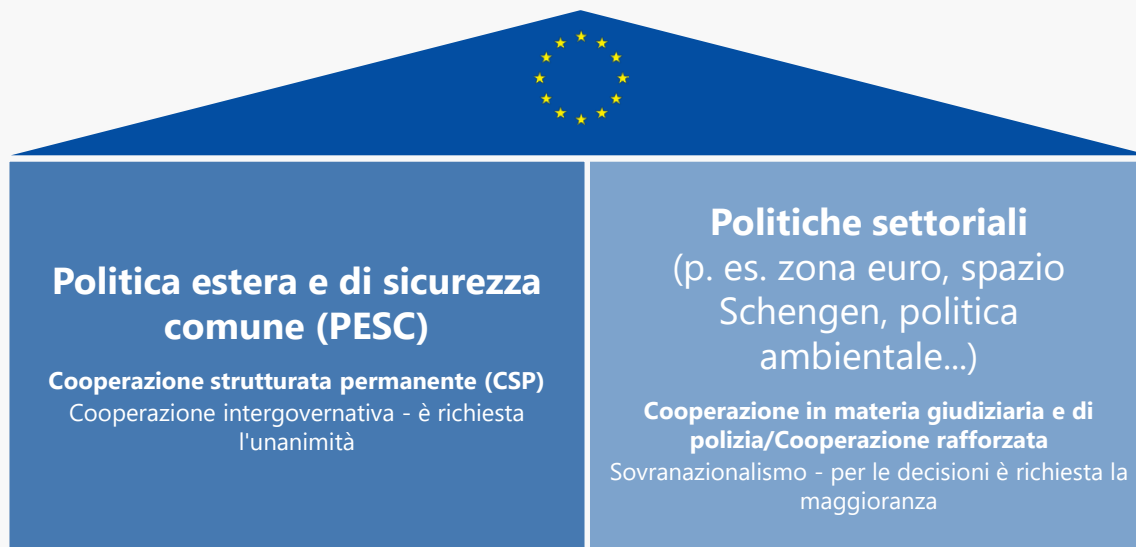 Politica estera e di sicurezza
comune (PESC)
Cooperazione strutturata permanente (CSP)
Cooperazione intergovernativa - è richiesta
l'unanimità
Politiche settoriali
(p. es. zona euro, spazio
Schengen, politica
ambientale...)
Cooperazione in materia giudiziaria e di
polizia/Cooperazione rafforzata
Sovranazionalismo - per le decisioni è richiesta la
maggioranza